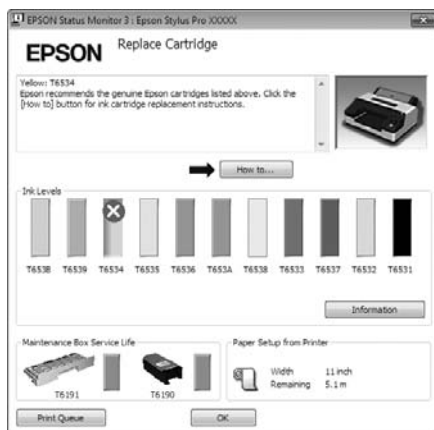 EPSON Status Monitor 3 : Epson Stylus Pro XXXXX
EPSON
Replace Cartridge
Yellow: T6534
Epson recommends the genuine Epson cartridges listed above. Click the
[How to] button for ink cartridge replacement instructions.
How to...
Ink Levels
T653B T6539 T6534 T6535 T6536 T653A T6538 T6533 T6537 T6532 T6531
Information
Maintenance Box Service Life
T6191 T6190
Paper Setup from Printer
Width 11 inch
Remaining 5.1 m
Print Queue OK